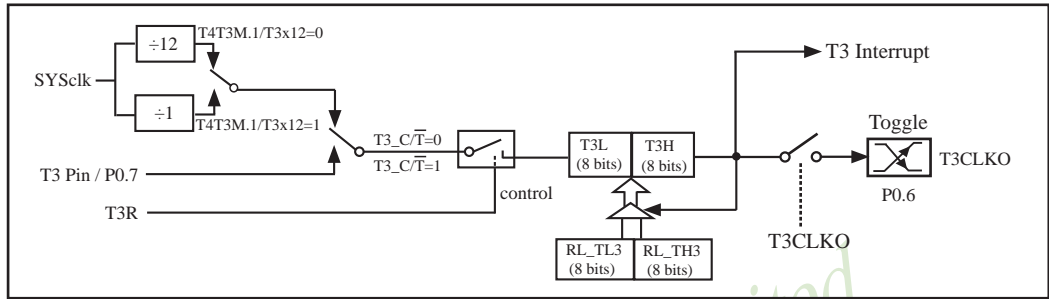 T4T3M.1/T3x12=0
÷12
SYSclk
÷1
T4T3M.1/T3x12=1
T3 Interrupt
Toggle
T3_C/T̅=0
T3_C/T̅=1
T3L
(8 bits)
T3H
(8 bits)
T3CLKO
P0.6
T3 Pin / P0.7
control
T3R
T3CLKO
RL_TL3
(8 bits)
RL_TH3
(8 bits)